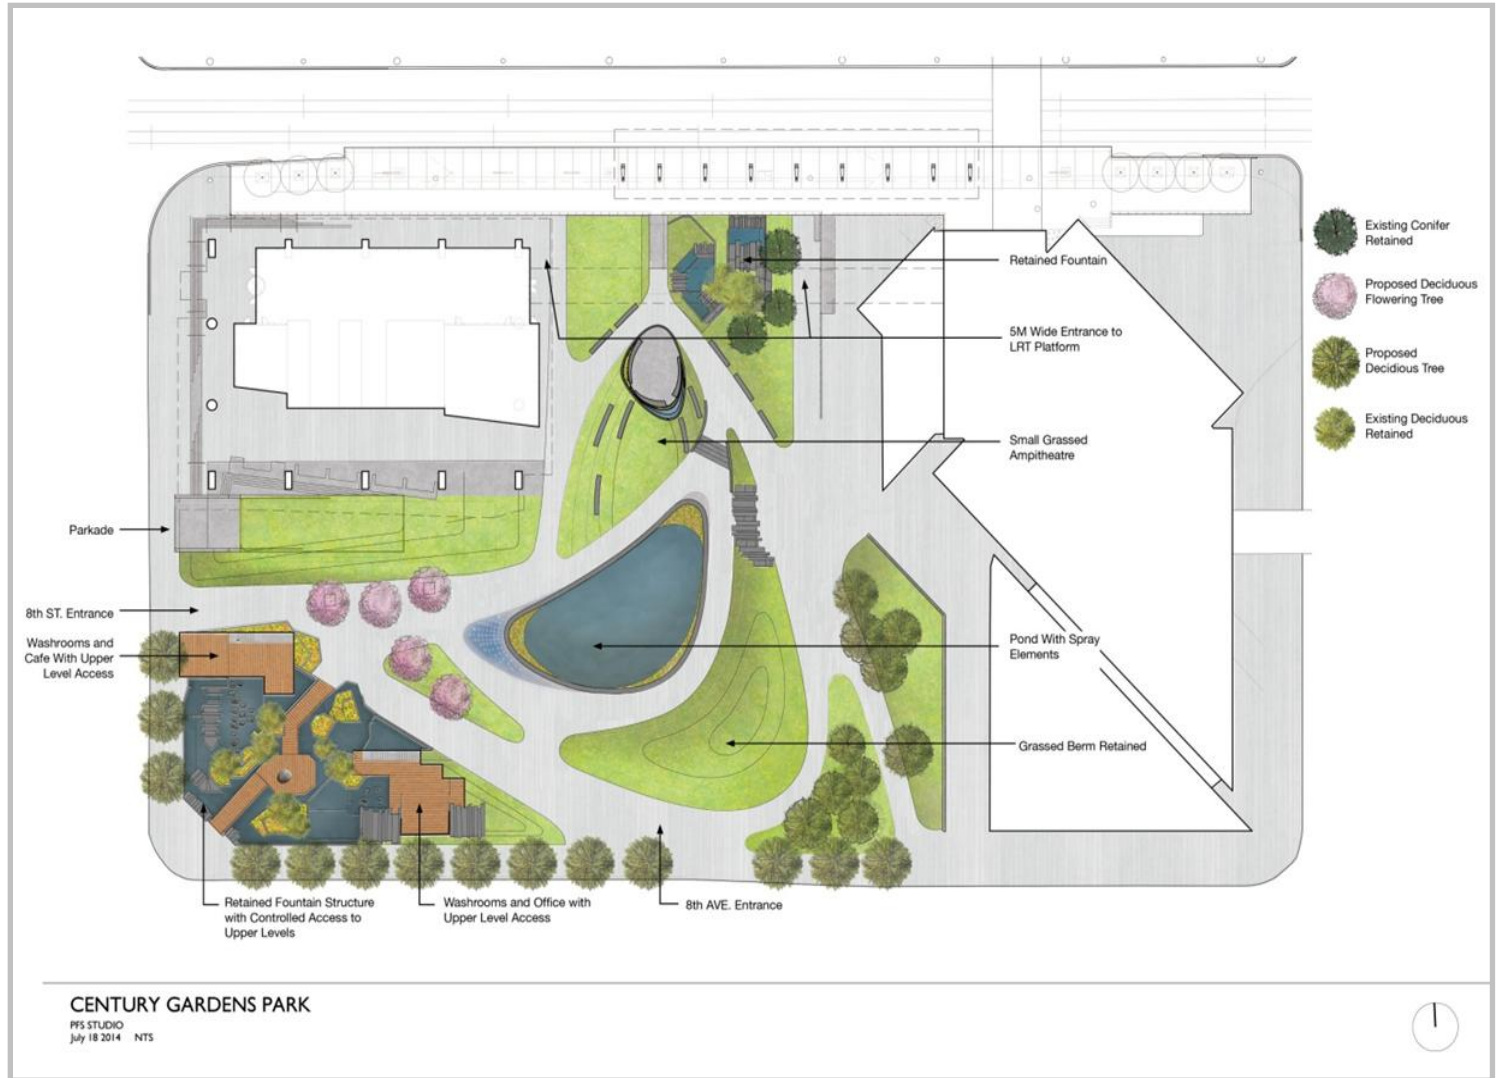 Existing Conifer
Retained
Proposed Deciduous
Flowering Tree
Proposed
Decidious Tree
Existing Deciduous
Retained
Retained Fountain
5M Wide Entrance to
LRT Platform
Small Grassed
Ampitheatre
Parkade
8th ST. Entrance
Washrooms and
Cafe With Upper
Level Access
Pond With Spray
Elements
Grassed Berm Retained
Retained Fountain Structure
with Controlled Access to
Upper Levels
Washrooms and Office with
Upper Level Access
8th AVE. Entrance
CENTURY GARDENS PARK
PFS STUDIO
July 18 2014 NTS